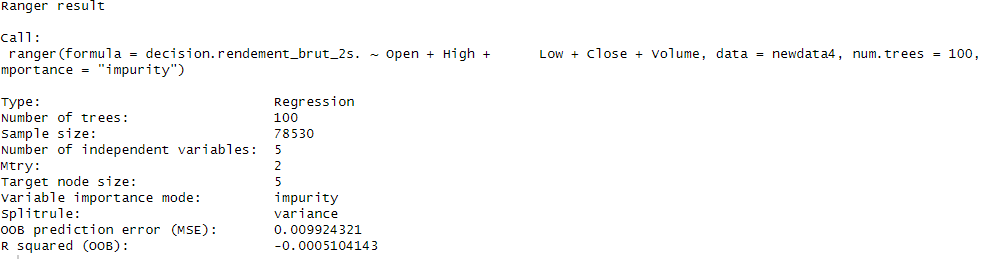 Ranger result
Call:
ranger(formula = decision.rendement_brut_2s. ~ Open + High +      Low + Close + Volume, data = newdata4, num.trees = 100,
mportance = "impurity")
Type:                             Regression
Number of trees:                  100
Sample size:                      78530
Number of independent variables:  5
Mtry:                             2
Target node size:                 5
Variable importance mode:         impurity
Splitrule:                        variance
OOB prediction error (MSE):       0.009924321
R squared (OOB):                  -0.0005104143